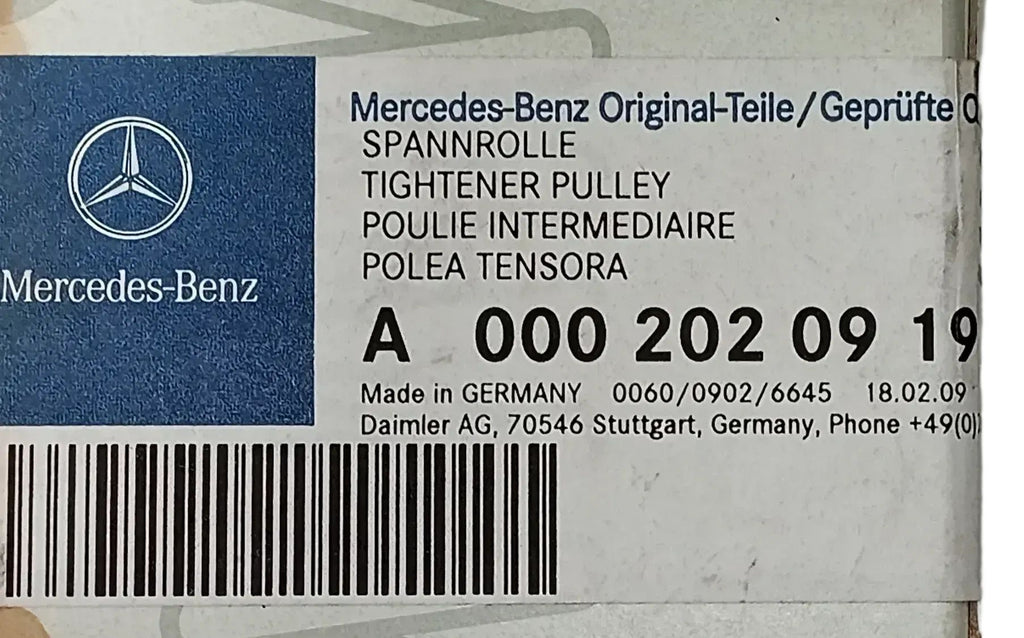 Mercedes-Benz Original-Teile/Geprüfte
SPANNROLLE
TIGHTENER PULLEY
POULIE INTERMEDIAIRE
POLEA TENSORA
Mercedes-Benz
A 000 202 09 19
Made in GERMANY 0060/0902/6645 18.02.09
Daimler AG, 70546 Stuttgart, Germany, Phone +49(0)